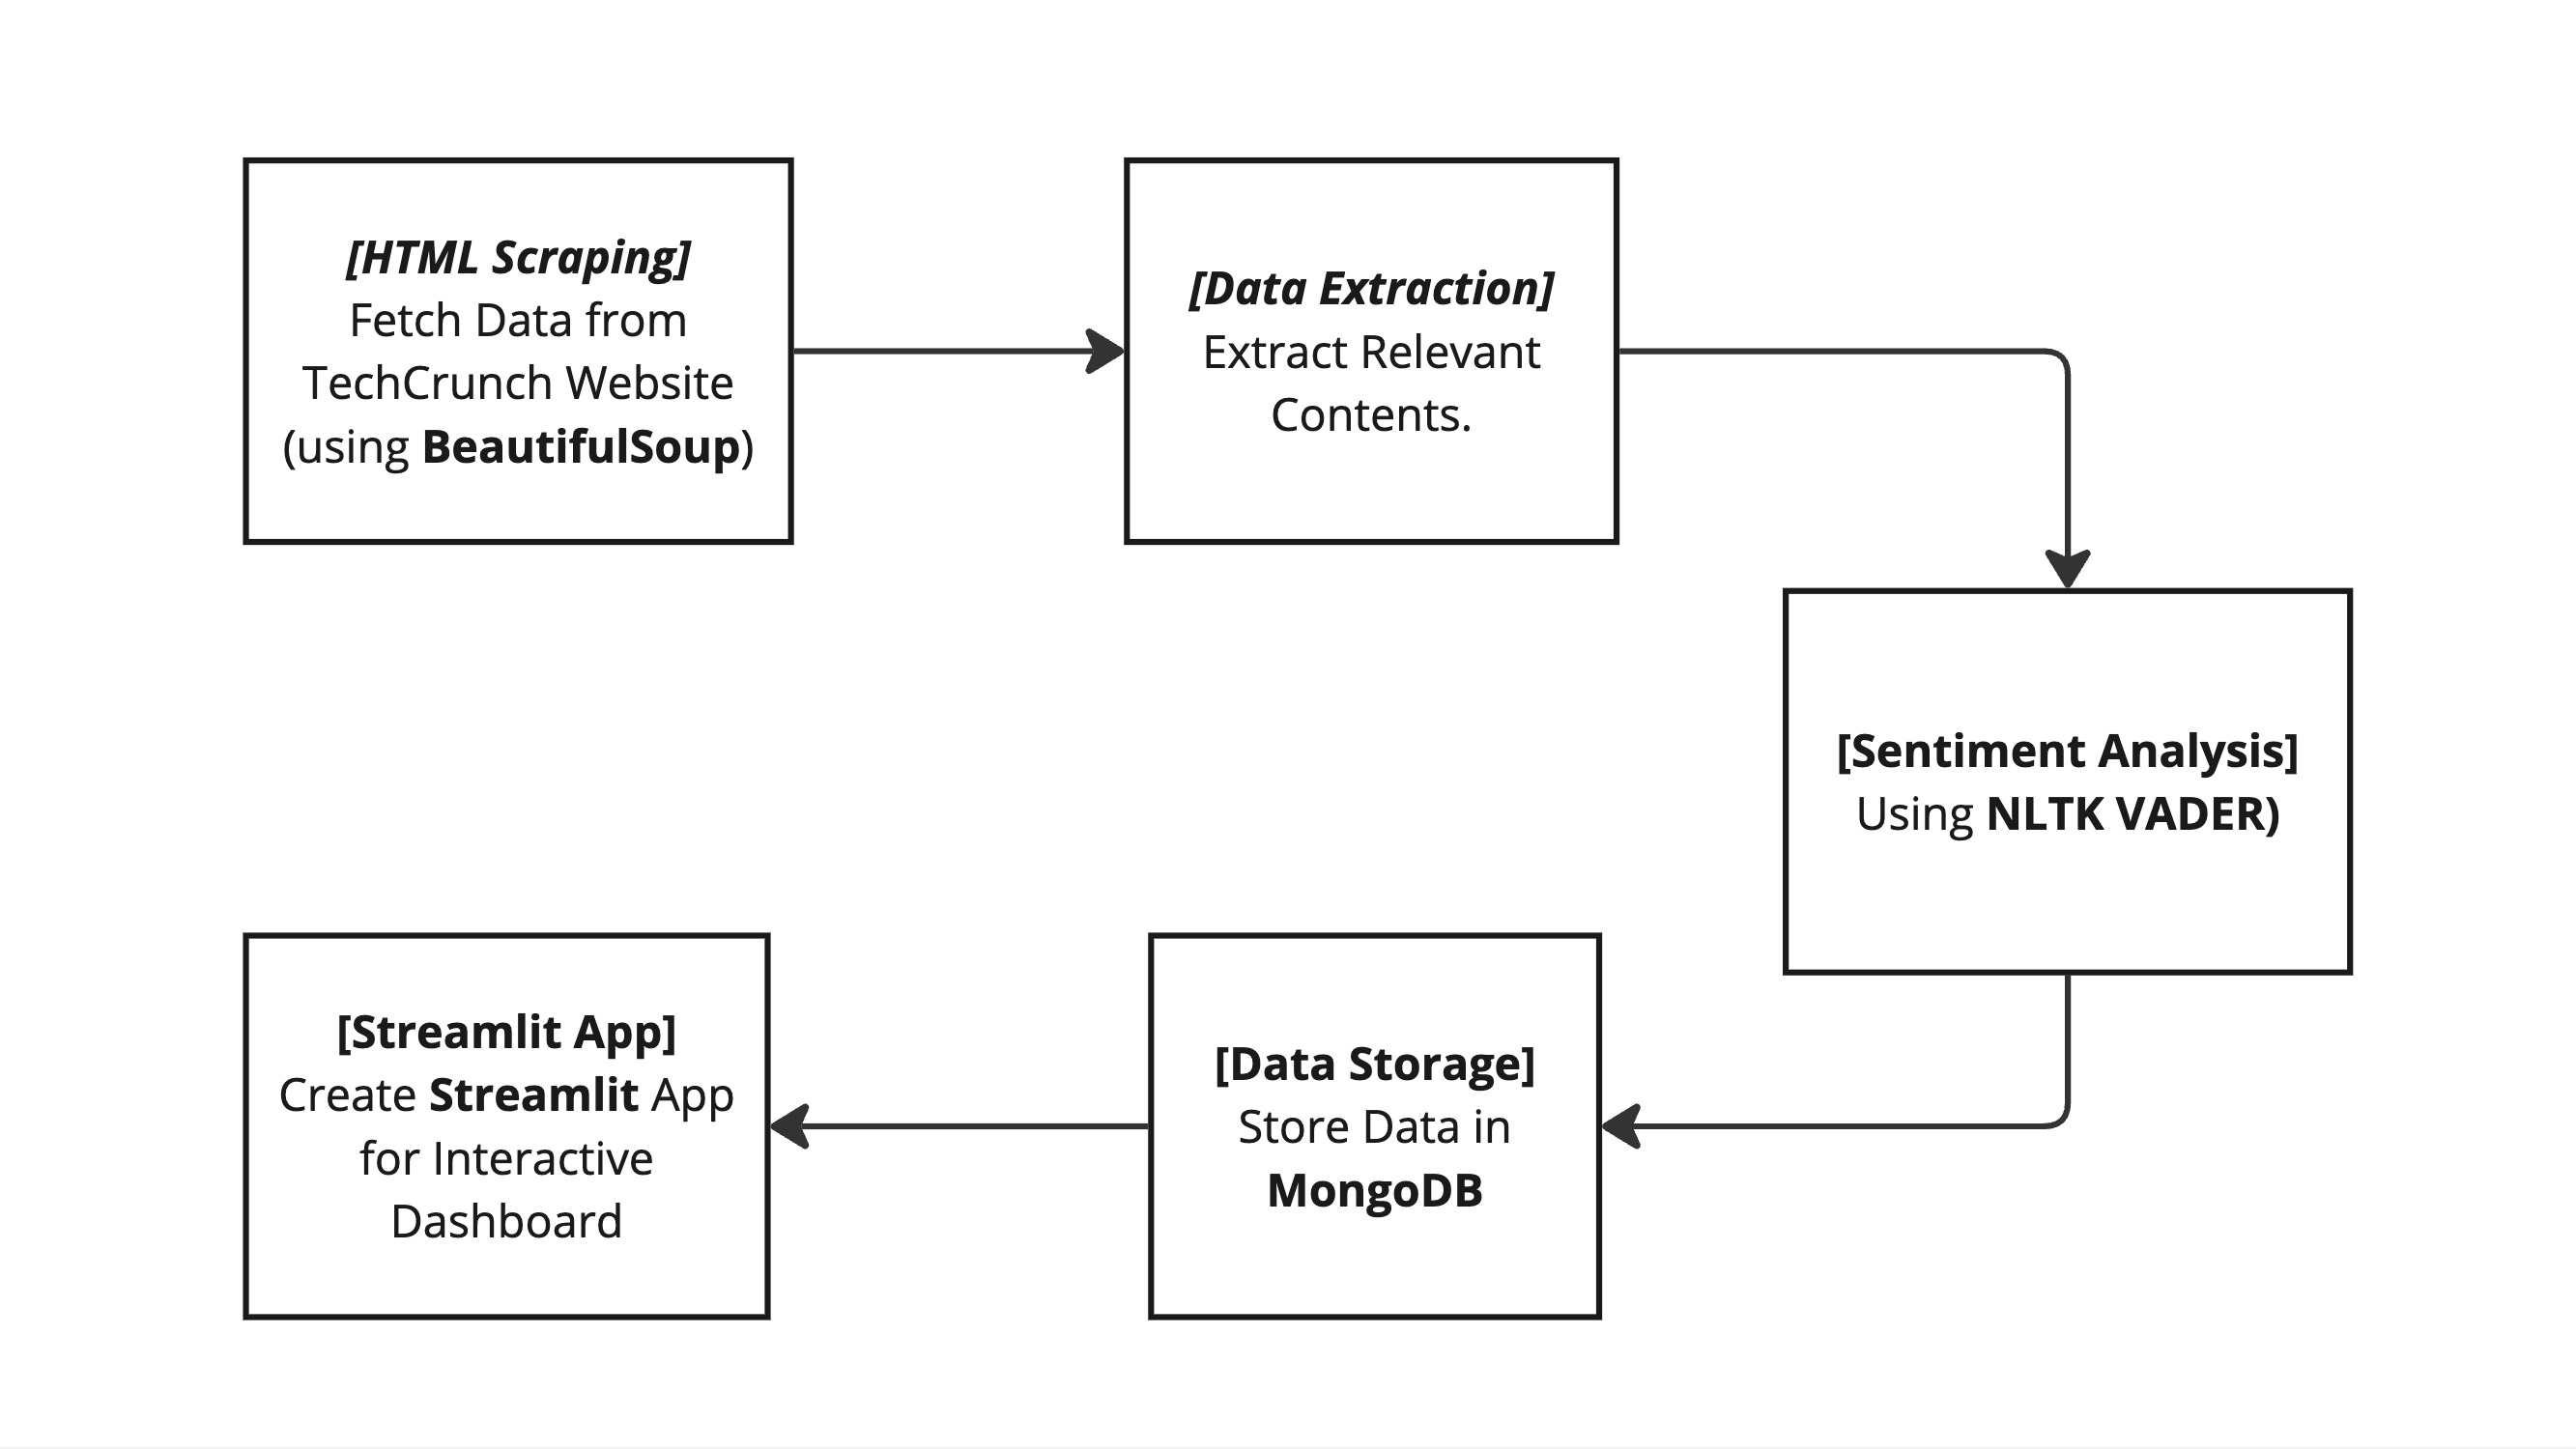 [HTML Scraping]
Fetch Data from
TechCrunch Website
(using BeautifulSoup)
[Data Extraction]
Extract Relevant
Contents.
[Sentiment Analysis]
Using NLTK VADER)
[Data Storage]
Store Data in
MongoDB
[Streamlit App]
Create Streamlit App
for Interactive
Dashboard